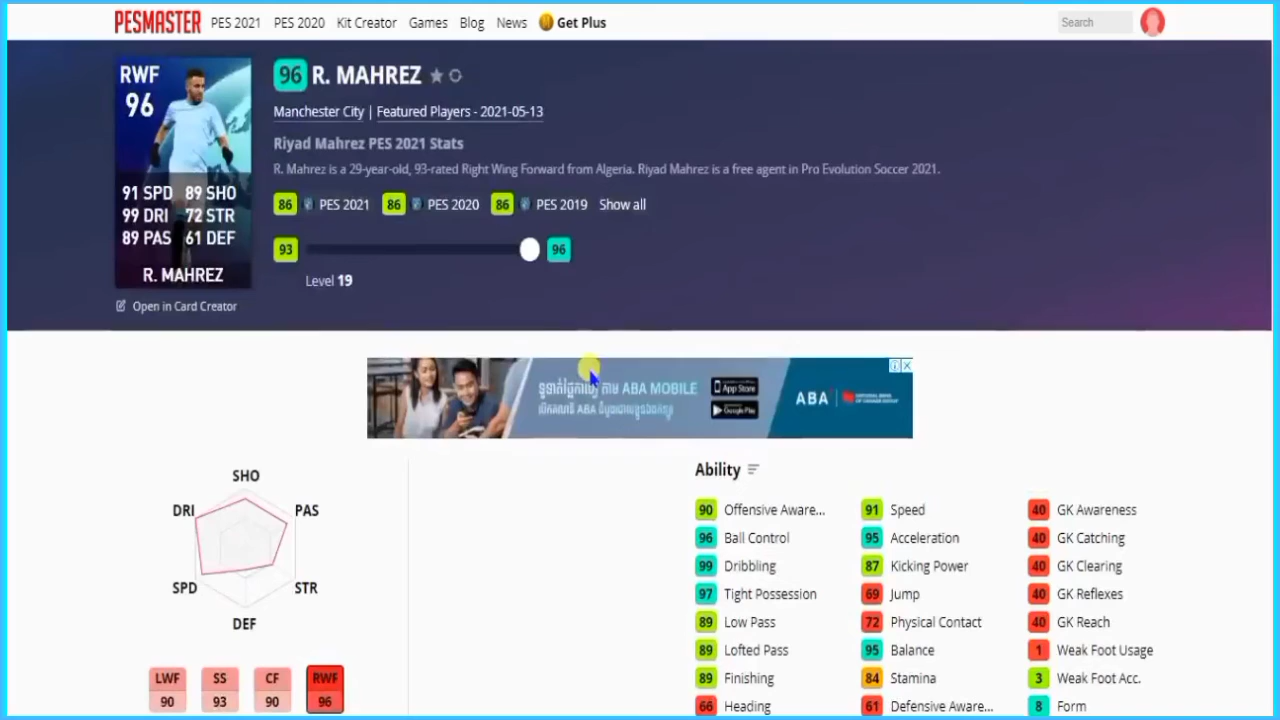 PESMASTER PES 2021 PES 2020 Kit Creator Games Blog News Get Plus Search
RWF
96
91 SPD 89 SHO
99 DRI 72 STR
89 PAS 61 DEF
R. MAHREZ
Open in Card Creator
96 R. MAHREZ
Manchester City | Featured Players - 2021-05-13
Riyad Mahrez PES 2021 Stats
R. Mahrez is a 29-year-old, 93-rated Right Wing Forward from Algeria. Riyad Mahrez is a free agent in Pro Evolution Soccer 2021.
86 PES 2021 86 PES 2020 86 PES 2019 Show all
93 96
Level 19
តាម ABA MOBILE
App Store
Google Play
ABA
SHO
DRI PAS
SPD STR
DEF
LWF SS CF RWF
90 93 90 96
Ability
90 Offensive Aware... 91 Speed 40 GK Awareness
96 Ball Control 95 Acceleration 40 GK Catching
99 Dribbling 87 Kicking Power 40 GK Clearing
97 Tight Possession 69 Jump 40 GK Reflexes
89 Low Pass 72 Physical Contact 40 GK Reach
89 Lofted Pass 95 Balance 1 Weak Foot Usage
89 Finishing 84 Stamina 3 Weak Foot Acc.
66 Heading 61 Defensive Aware... 8 Form